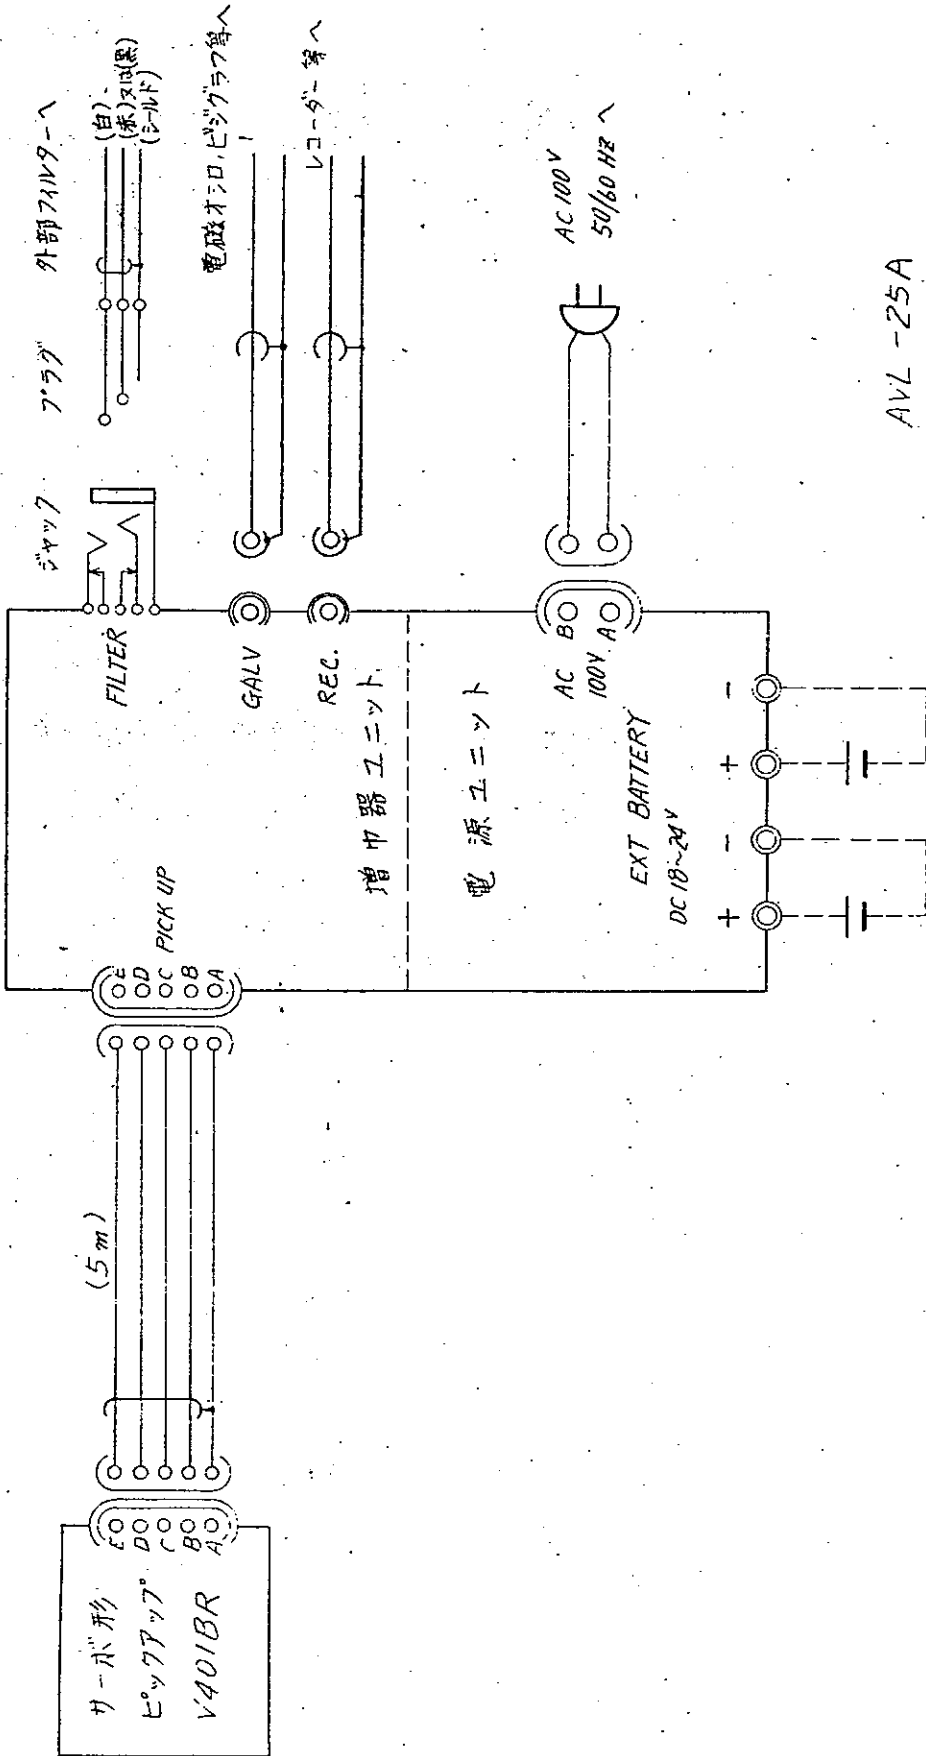 サーボ形
ピックアップ
V401BR
E
D
C
B
A
(5m)
E
D
C
B
A
PICK UP
増巾器ユニット
電源ユニット
FILTER
GALV
REC.
AC
100V
B
A
EXT BATTERY
DC 18~24V
+
-
+
-
ジャック
プラグ
外部フィルターへ
(白)
(赤)又は(黒)
(シールド)
電磁オシロ,ビジグラフ等へ
レコーダー等へ
AC 100V
50/60 Hz へ
AVL-25A